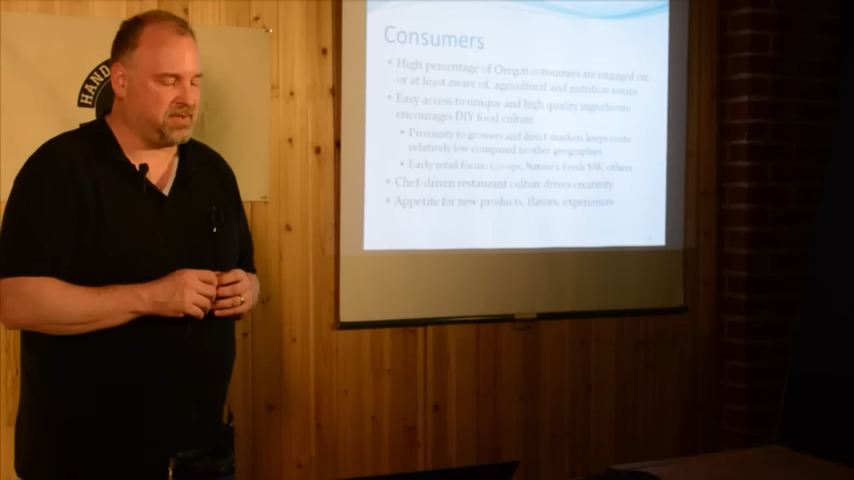 HAND
Consumers
High percentage of Oregon consumers are engaged on,
or at least aware of, agricultural and nutrition issues
Easy access to unique and high quality ingredients
encourages DIY food culture
Proximity to growers and direct markets keeps costs
relatively low compared to other geographies
Early retail focus: Co-ops, Nature's Fresh NW, others
Chef-driven restaurant culture drives creativity
Appetite for new products, flavors, experiences